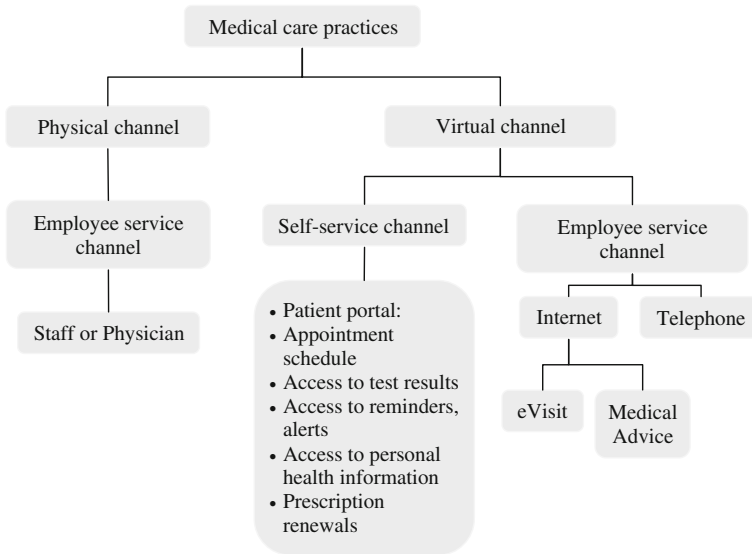 Medical care practices
Physical channel
Virtual channel
Employee service
channel
Self-service channel
Employee service
channel
Staff or Physician
• Patient portal:
• Appointment
schedule
• Access to test results
• Access to reminders,
alerts
• Access to personal
health information
• Prescription
renewals
Internet
Telephone
eVisit
Medical
Advice